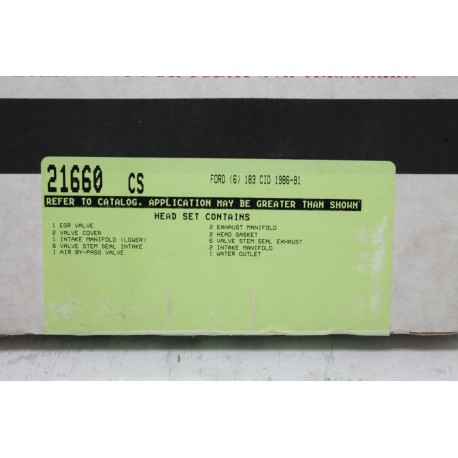 21660 CS FORD (6) 183 CID 1986-91
REFER TO CATALOG, APPLICATION MAY BE GREATER THAN SHOWN
HEAD SET CONTAINS
1 EGR VALVE
2 VALVE COVER
1 INTAKE MANIFOLD (LOWER)
6 VALVE STEM SEAL INTAKE
1 AIR BY-PASS VALVE
2 EXHAUST MANIFOLD
2 HEAD GASKET
6 VALVE STEM SEAL EXHAUST
2 INTAKE MANIFOLD
1 WATER OUTLET